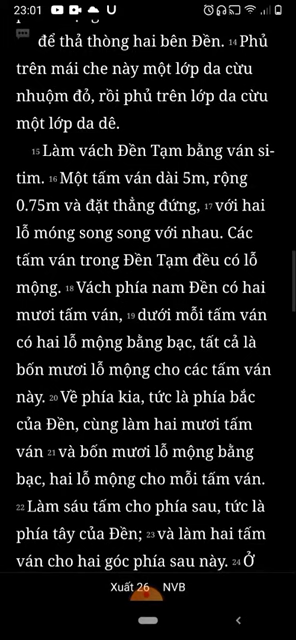 23:01
để thả thòng hai bên Đền. 14 Phủ
trên mái che này một lớp da cừu
nhuộm đỏ, rồi phủ trên lớp da cừu
một lớp da dê.
15 Làm vách Đền Tạm bằng ván si-
tim. 16 Một tấm ván dài 5m, rộng
0.75m và đặt thẳng đứng, 17 với hai
lỗ móng song song với nhau. Các
tấm ván trong Đền Tạm đều có lỗ
mộng. 18 Vách phía nam Đền có hai
mươi tấm ván, 19 dưới mỗi tấm ván
có hai lỗ mộng bằng bạc, tất cả là
bốn mươi lỗ mộng cho các tấm ván
này. 20 Về phía kia, tức là phía bắc
của Đền, cùng làm hai mươi tấm
ván 21 và bốn mươi lỗ mộng bằng
bạc, hai lỗ mộng cho mỗi tấm ván.
22 Làm sáu tấm cho phía sau, tức là
phía tây của Đền; 23 và làm hai tấm
ván cho hai góc phía sau này. 24 Ở
Xuất 26 NVB